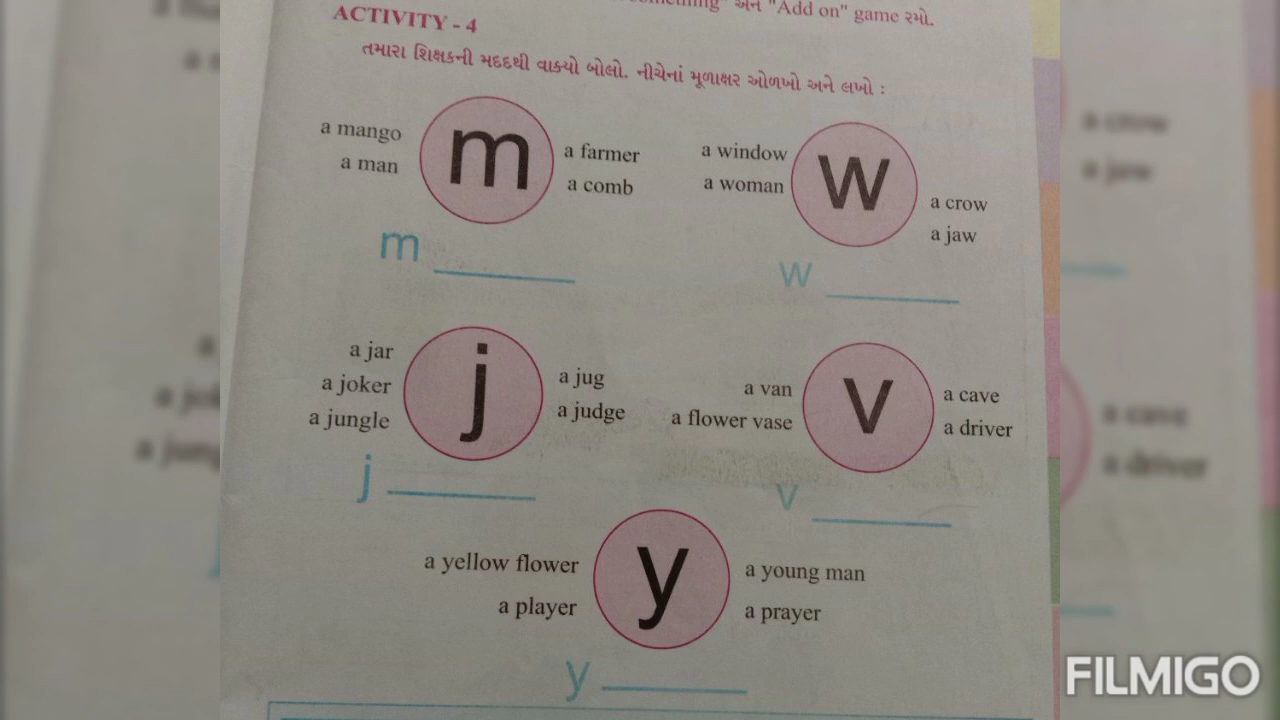 "Add on" game રમો.
ACTIVITY - 4
તમારા શિક્ષકની મદદથી વાક્યો બોલો. નીચેનાં મૂળાક્ષર ઓળખો અને લખો :
a mango
a man
m
a farmer
a comb
m
a window
a woman
w
a crow
a jaw
w
a jar
a joker
a jungle
j
a jug
a judge
j
a van
a flower vase
v
a cave
a driver
v
a yellow flower
a player
y
a young man
a prayer
y
FILMIGO